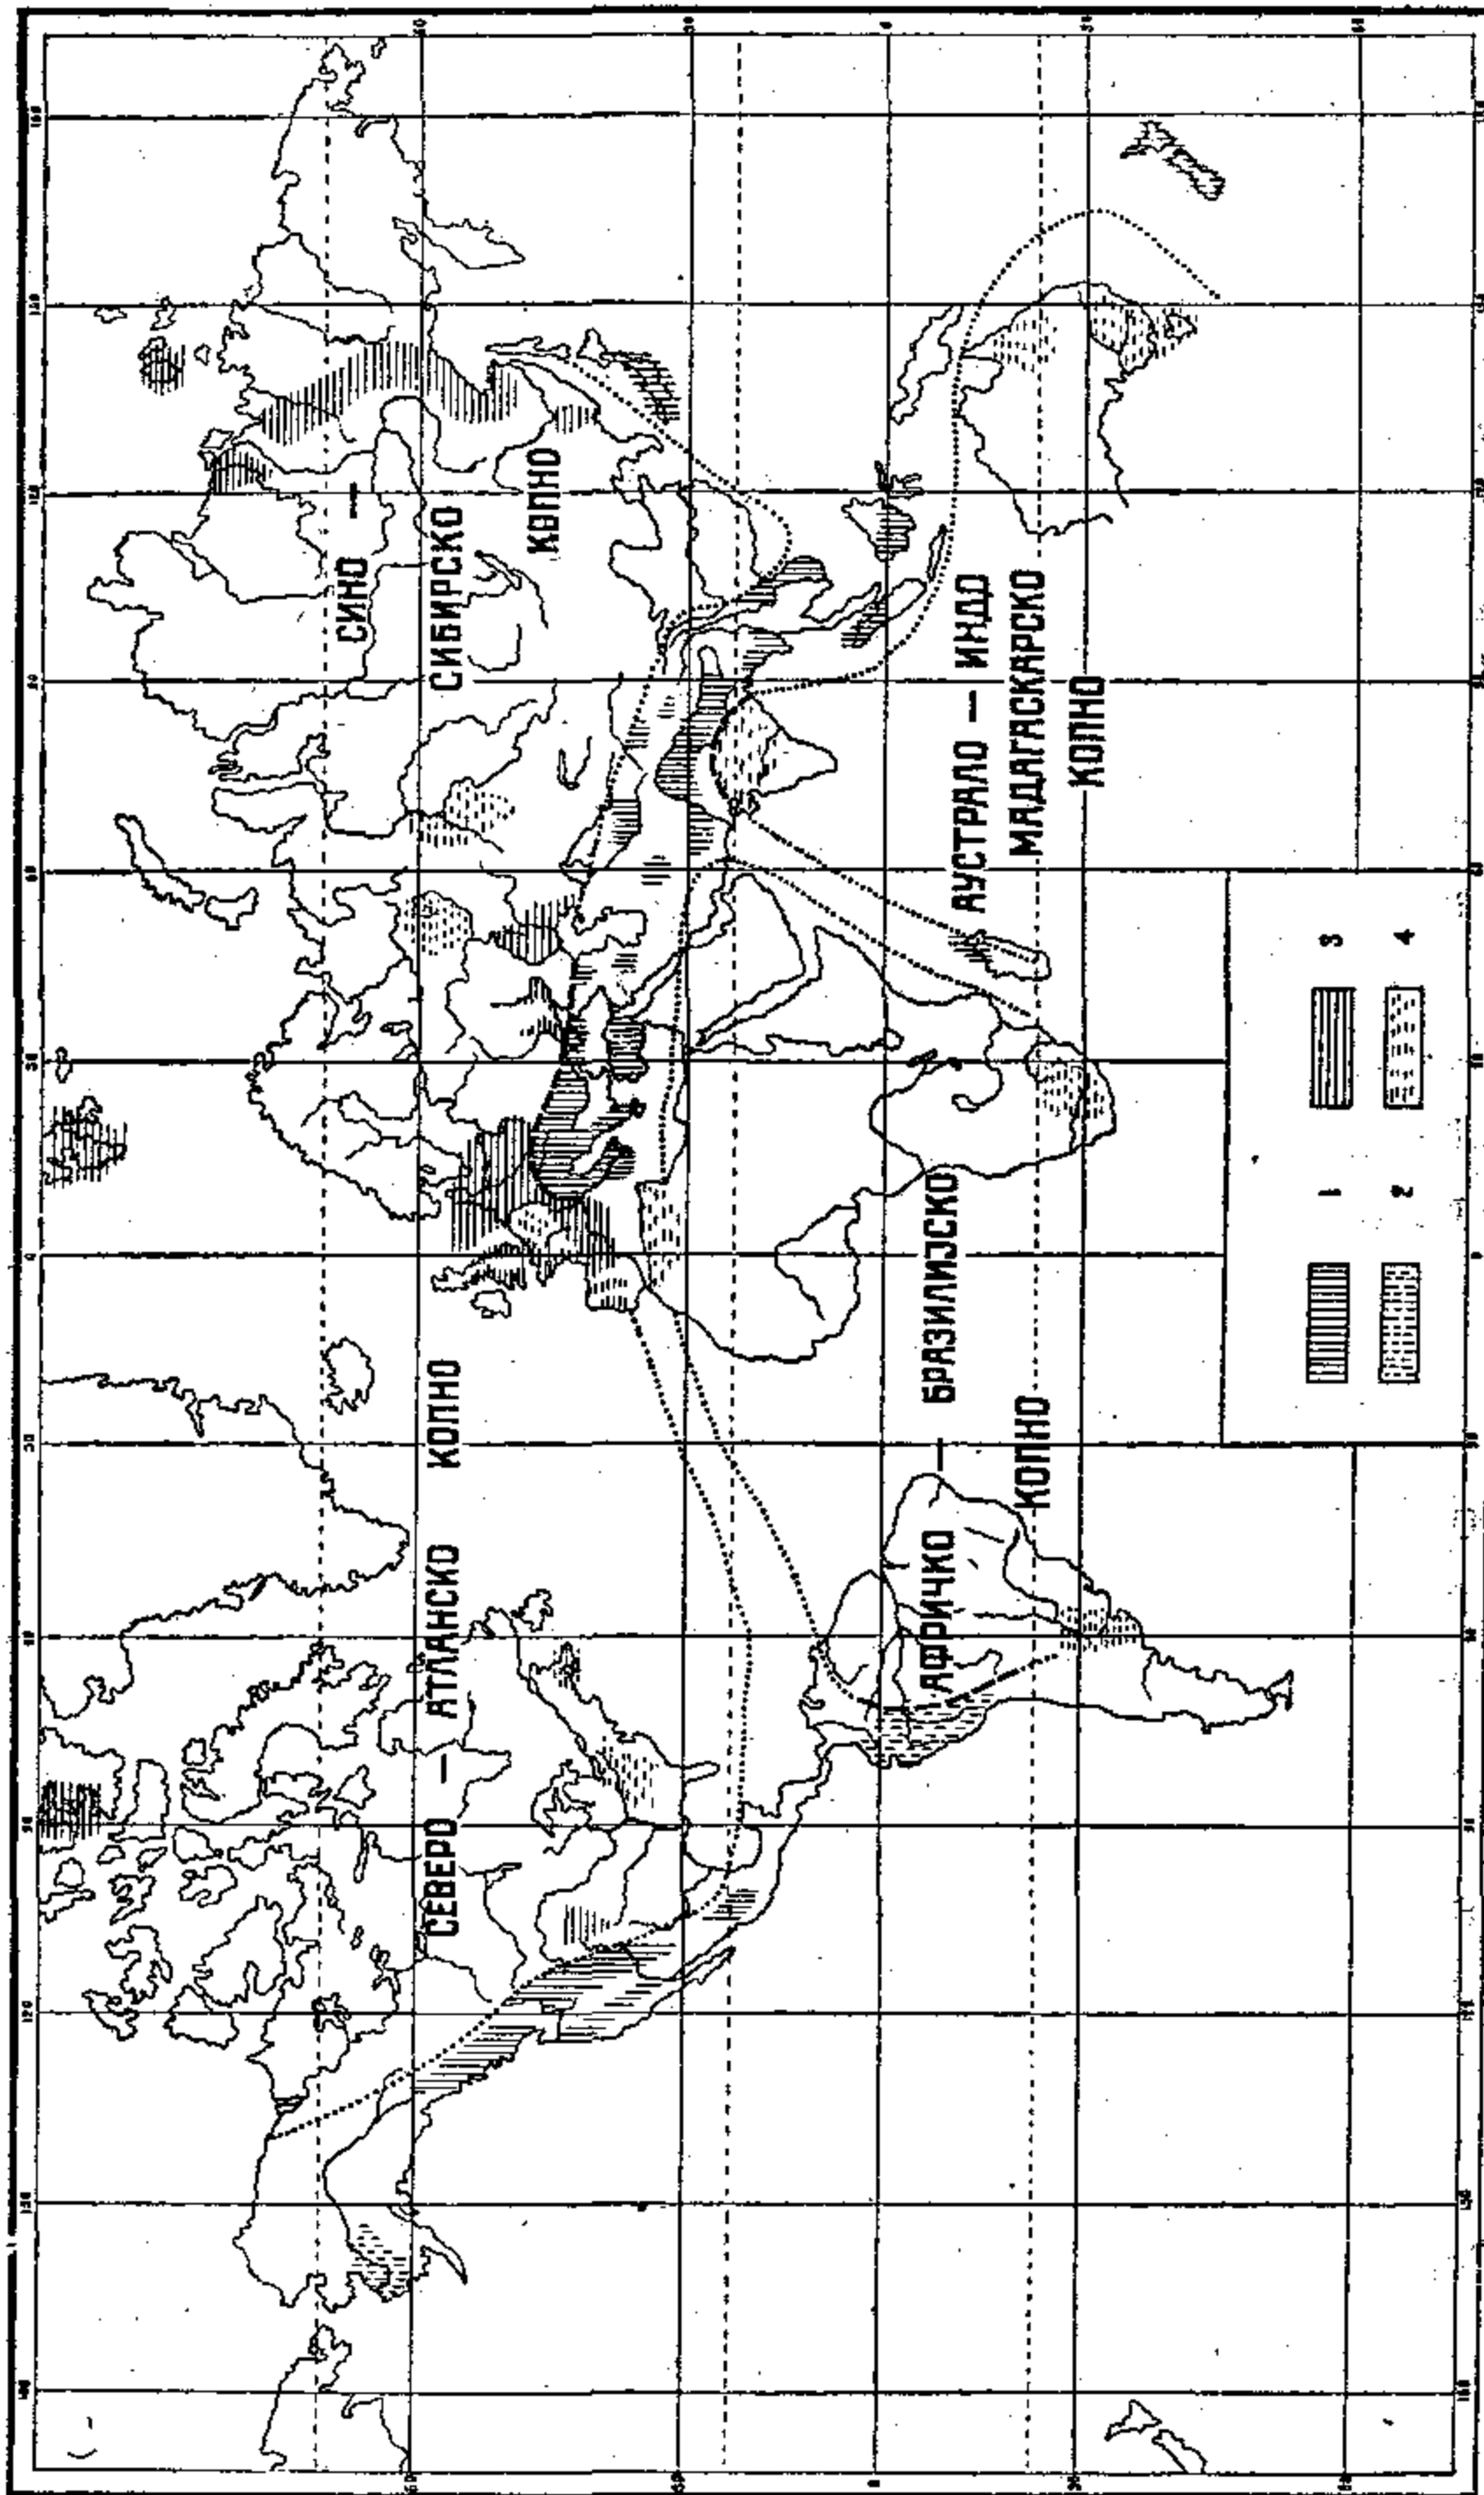 СЕВЕРО — АТЛАНСКО КОПНО
СИНО —
СИБИРСКО
КОПНО
АФРИЧКО — БРАЗИЛИЈСКО
КОПНО
АУСТРАЛО — ИНДО
МАДАГАСКАРСКО
КОПНО
1 3
2 4